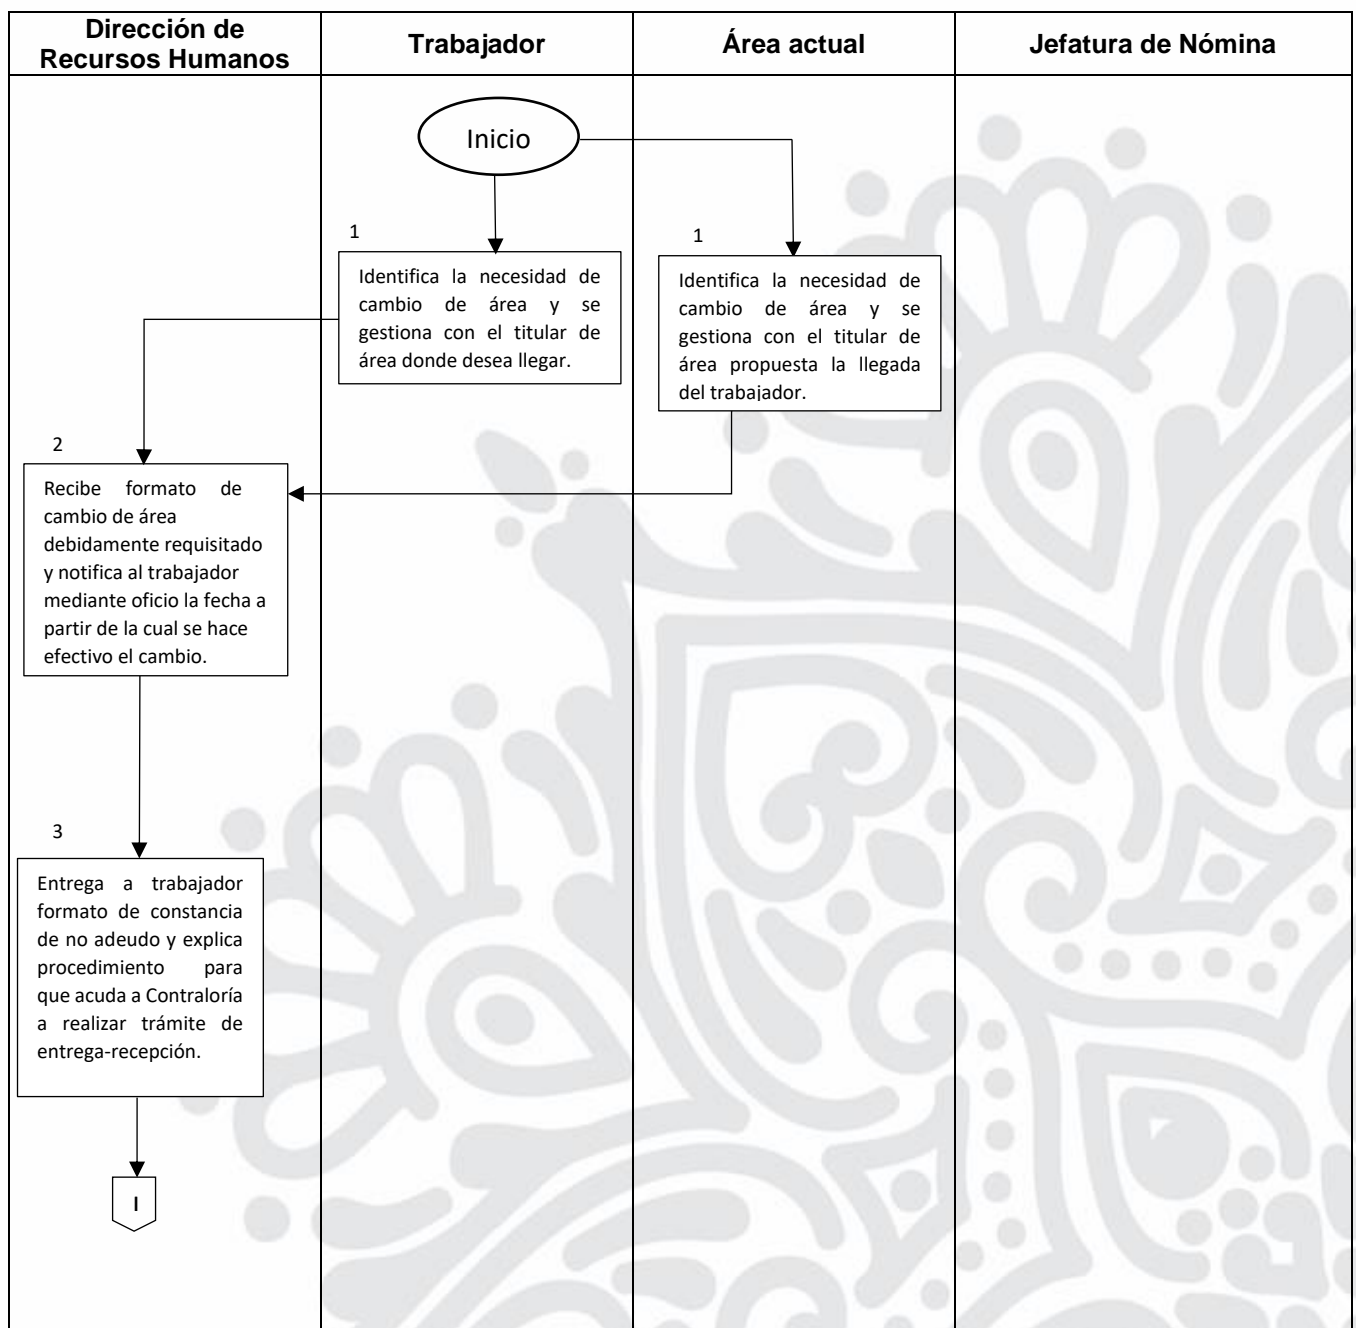 Dirección de
Recursos Humanos
Trabajador
Área actual
Jefatura de Nómina
Inicio
1
Identifica la necesidad de
cambio de área y se
gestiona con el titular de
área donde desea llegar.
1
Identifica la necesidad de
cambio de área y se
gestiona con el titular de
área propuesta la llegada
del trabajador.
2
Recibe formato de
cambio de área
debidamente requisitado
y notifica al trabajador
mediante oficio la fecha a
partir de la cual se hace
efectivo el cambio.
3
Entrega a trabajador
formato de constancia
de no adeudo y explica
procedimiento para
que acuda a Contraloría
a realizar trámite de
entrega-recepción.
I